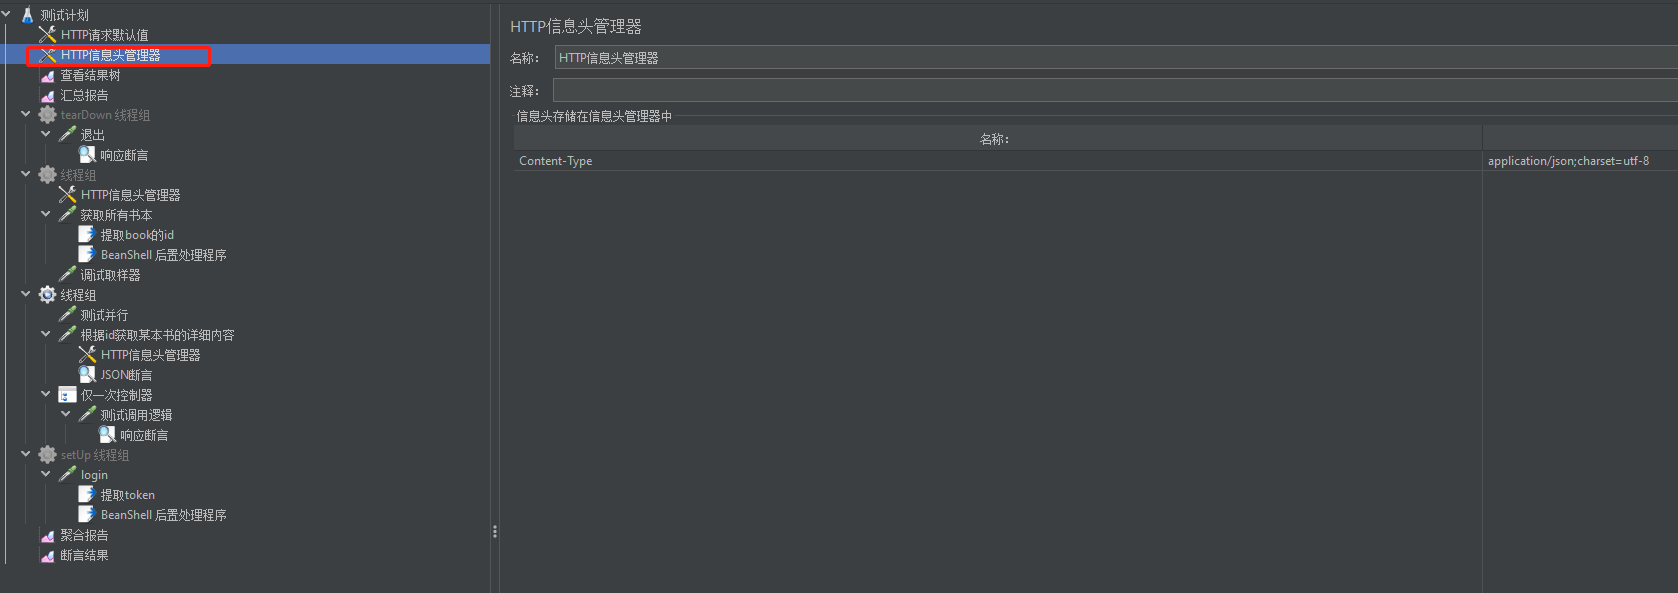 测试计划
HTTP请求默认值
HTTP信息头管理器
查看结果树
汇总报告
tearDown 线程组
退出
响应断言
线程组
HTTP信息头管理器
获取所有书本
提取book的id
BeanShell 后置处理程序
调试取样器
线程组
测试并行
根据id获取某本书的详细内容
HTTP信息头管理器
JSON断言
仅一次控制器
测试调用逻辑
响应断言
setUp 线程组
login
提取token
BeanShell 后置处理程序
聚合报告
断言结果
HTTP信息头管理器
名称： HTTP信息头管理器
注释：
信息头存储在信息头管理器中
名称：
Content-Type application/json;charset=utf-8